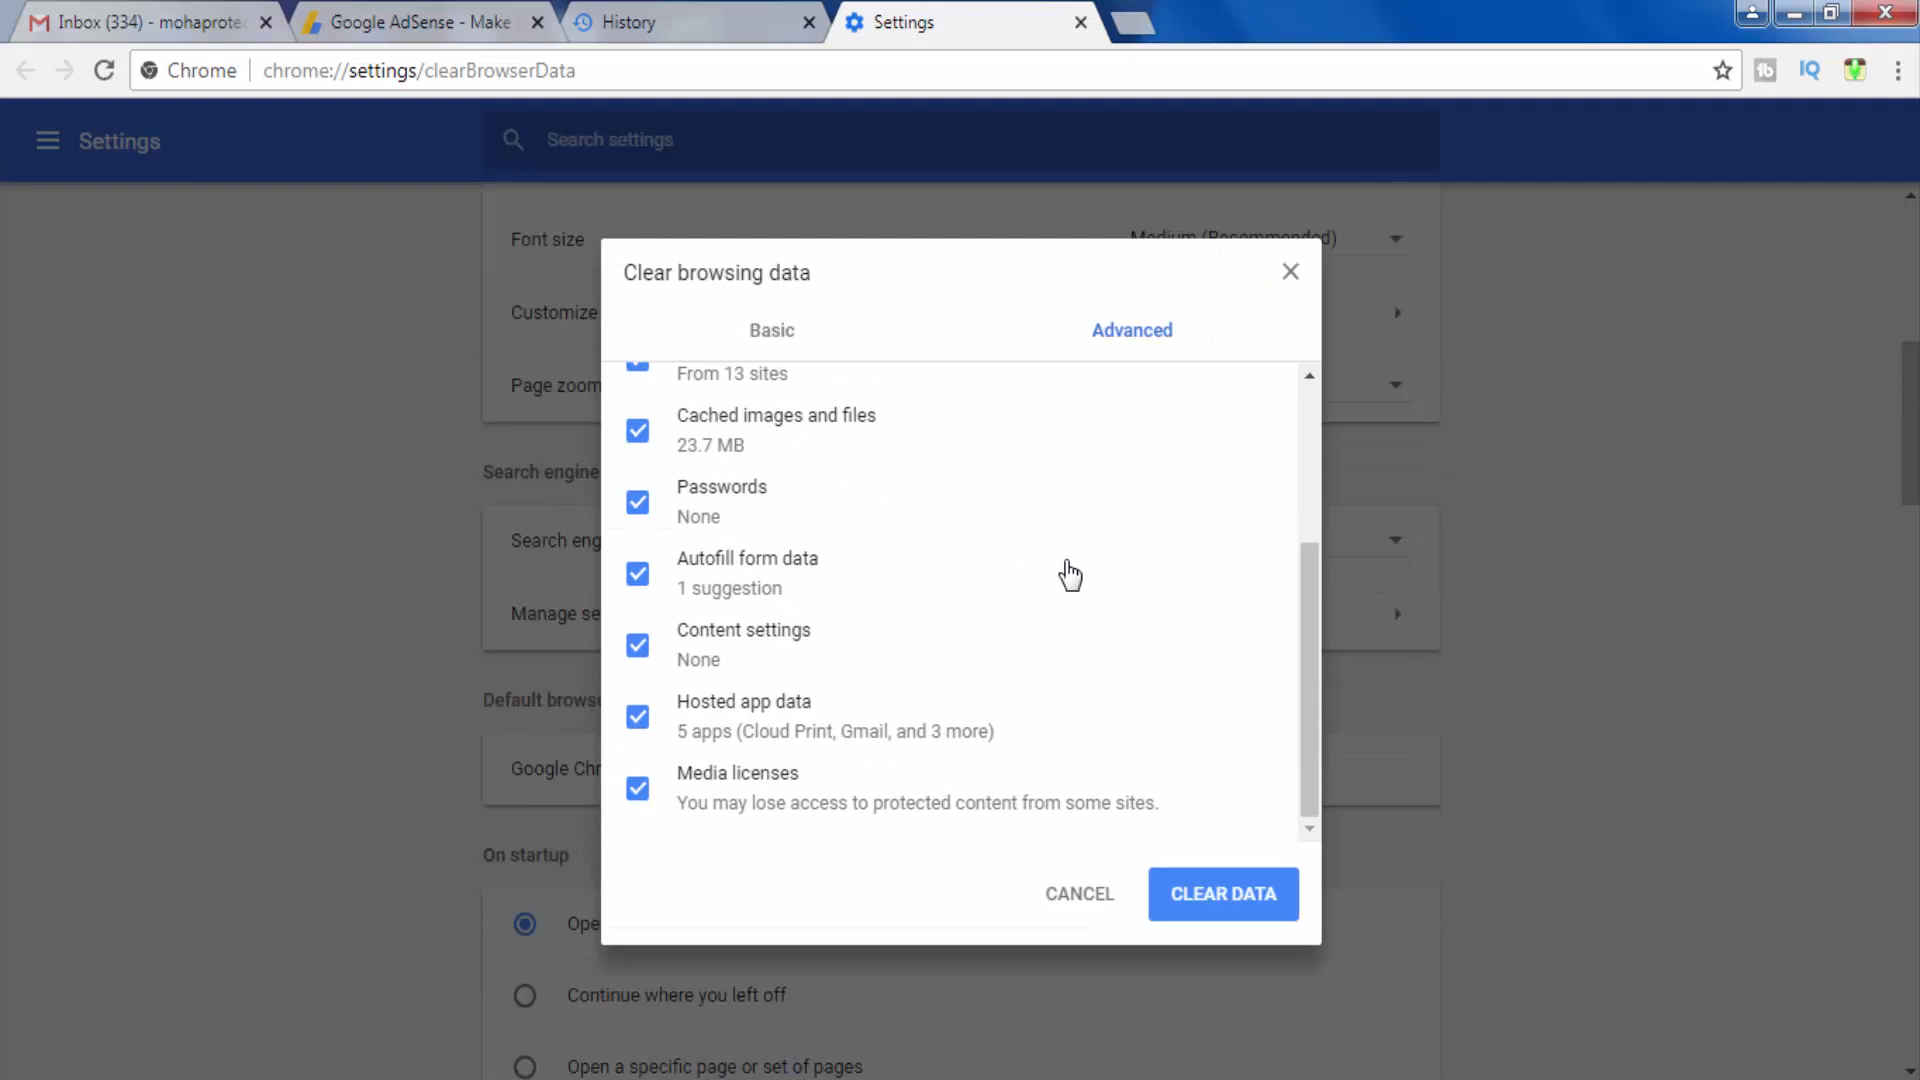 Inbox (334) - mohaprote
Google AdSense - Make
History
Settings
Chrome
chrome://settings/clearBrowserData
IQ
Settings
Search settings
Font size
Medium (Recommended)
Customize
Page zoom
Search engine
Search eng
Manage se
Default browse
Google Chr
On startup
Ope
Continue where you left off
Open a specific page or set of pages
Clear browsing data
Basic
Advanced
From 13 sites
Cached images and files
23.7 MB
Passwords
None
Autofill form data
1 suggestion
Content settings
None
Hosted app data
5 apps (Cloud Print, Gmail, and 3 more)
Media licenses
You may lose access to protected content from some sites.
CANCEL
CLEAR DATA